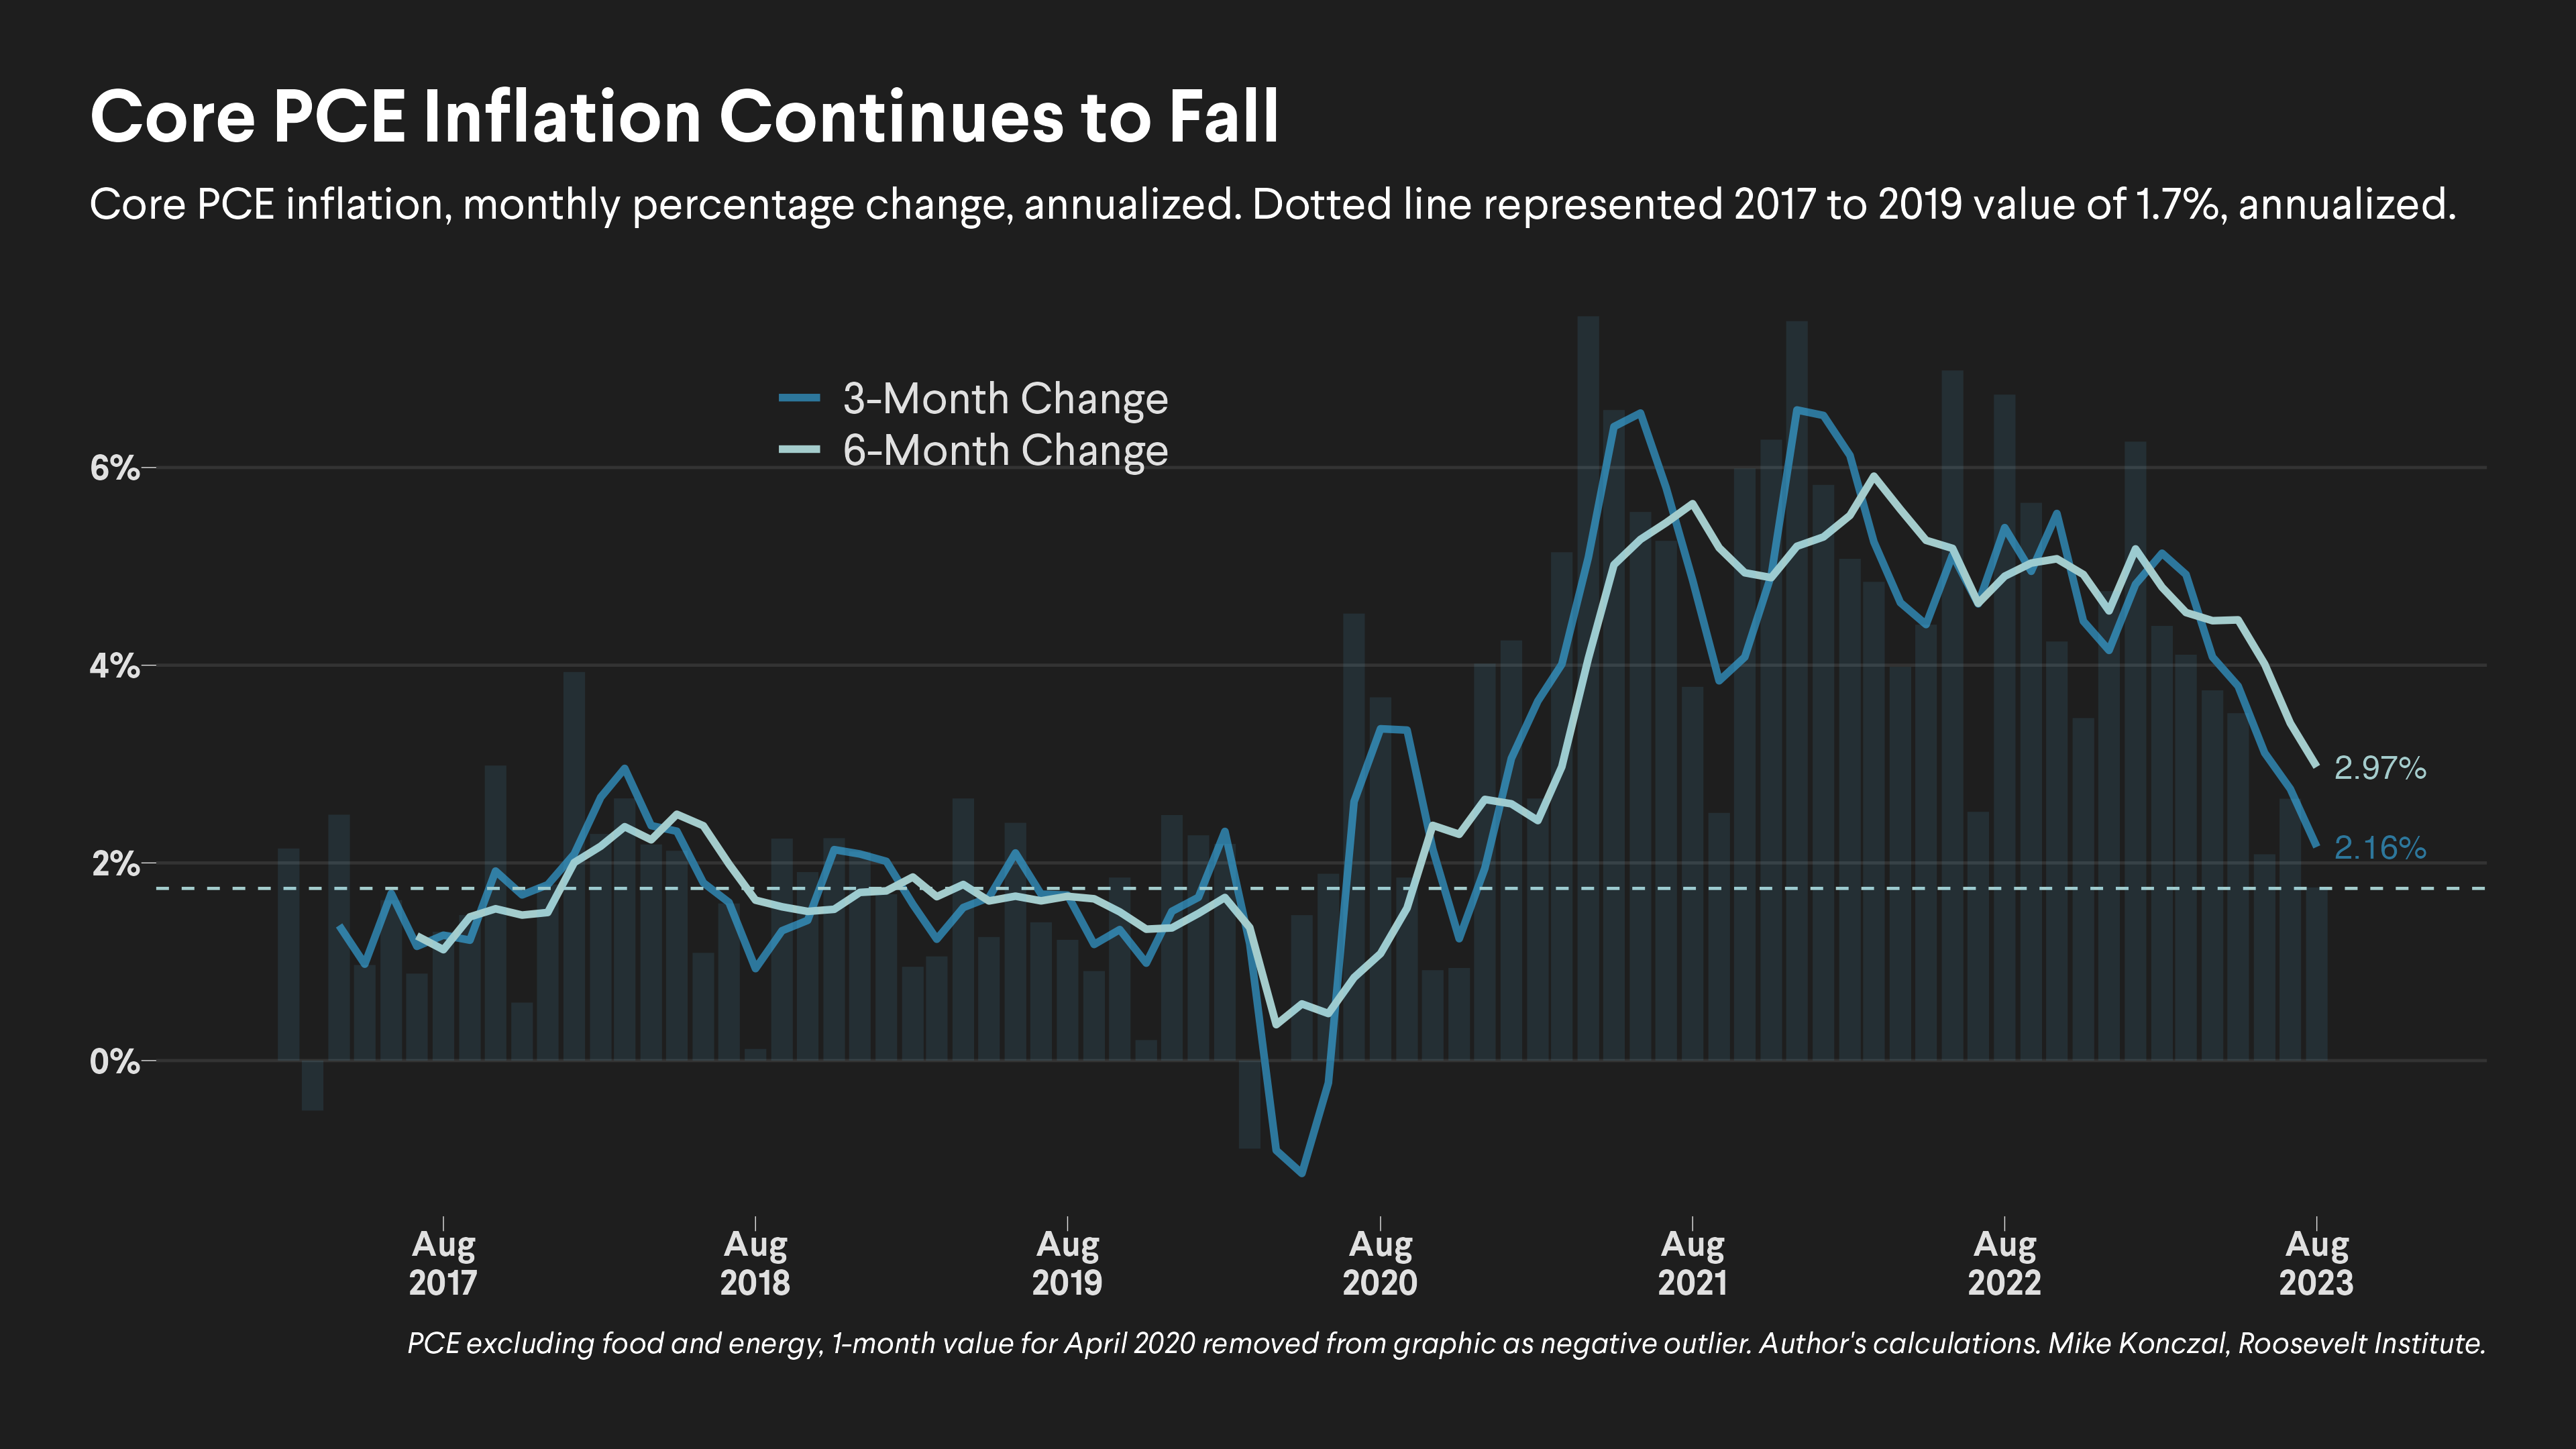 Core PCE Inflation Continues to Fall
Core PCE inflation, monthly percentage change, annualized. Dotted line represented 2017 to 2019 value of 1.7%, annualized.
3-Month Change
6-Month Change
6%
4%
2%
0%
2.97%
2.16%
Aug
2017
Aug
2018
Aug
2019
Aug
2020
Aug
2021
Aug
2022
Aug
2023
PCE excluding food and energy, 1-month value for April 2020 removed from graphic as negative outlier. Author's calculations. Mike Konczal, Roosevelt Institute.